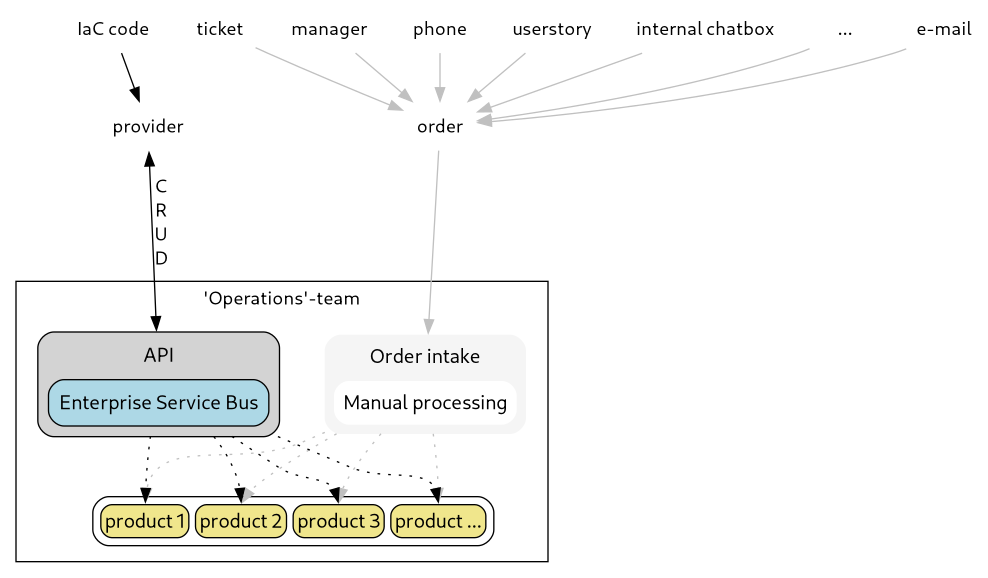 IaC code ticket manager phone userstory internal chatbox ... e-mail
provider order
C
R
U
D
'Operations'-team
API Order intake
Enterprise Service Bus Manual processing
product 1 product 2 product 3 product ...